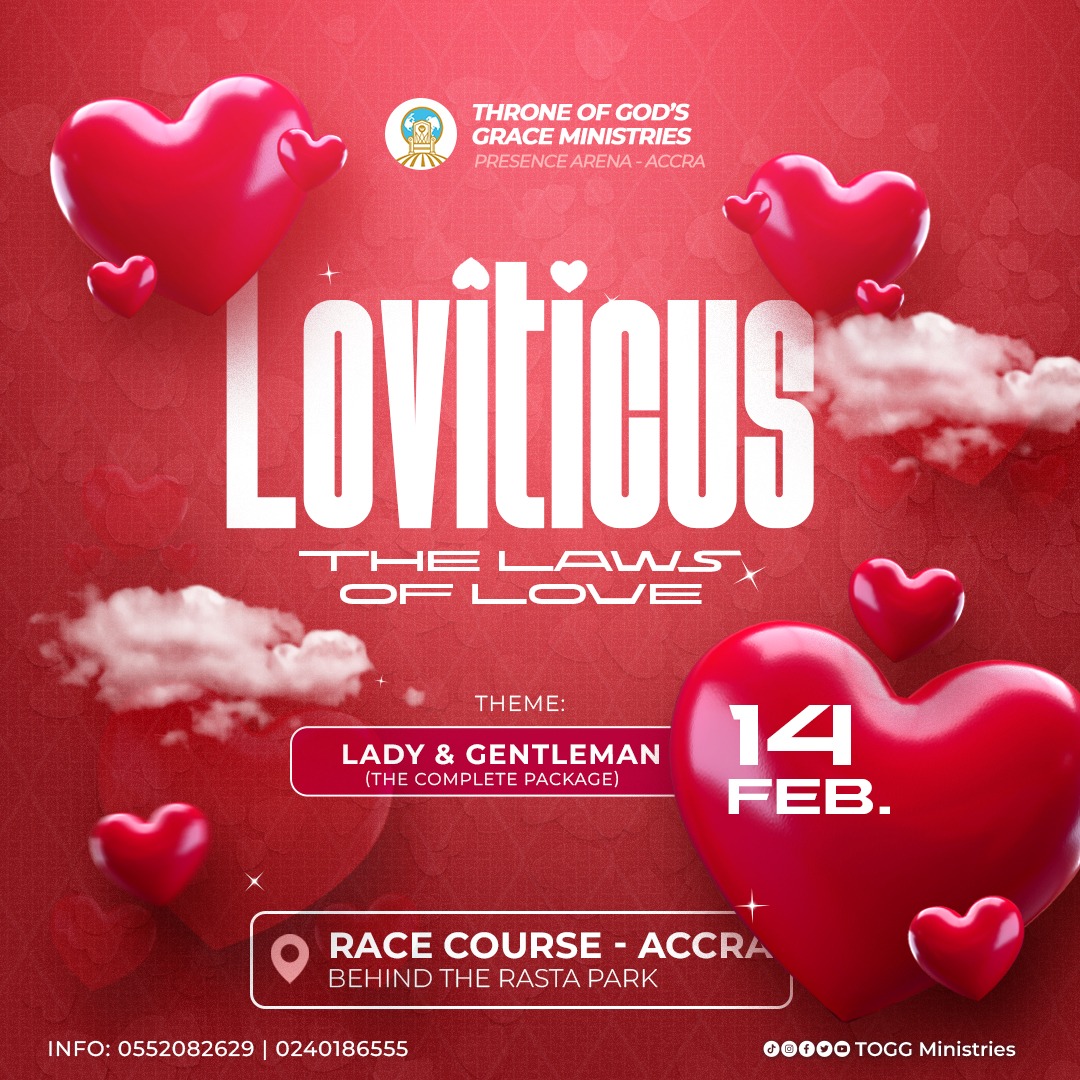 THRONE OF GOD'S
GRACE MINISTRIES
PRESENCE ARENA - ACCRA
Loviticus
THE LAWS
OF LOVE
THEME:
LADY & GENTLEMAN
(THE COMPLETE PACKAGE)
14
FEB.
RACE COURSE - ACCRA
BEHIND THE RASTA PARK
INFO: 0552082629 | 0240186555
TOGG Ministries